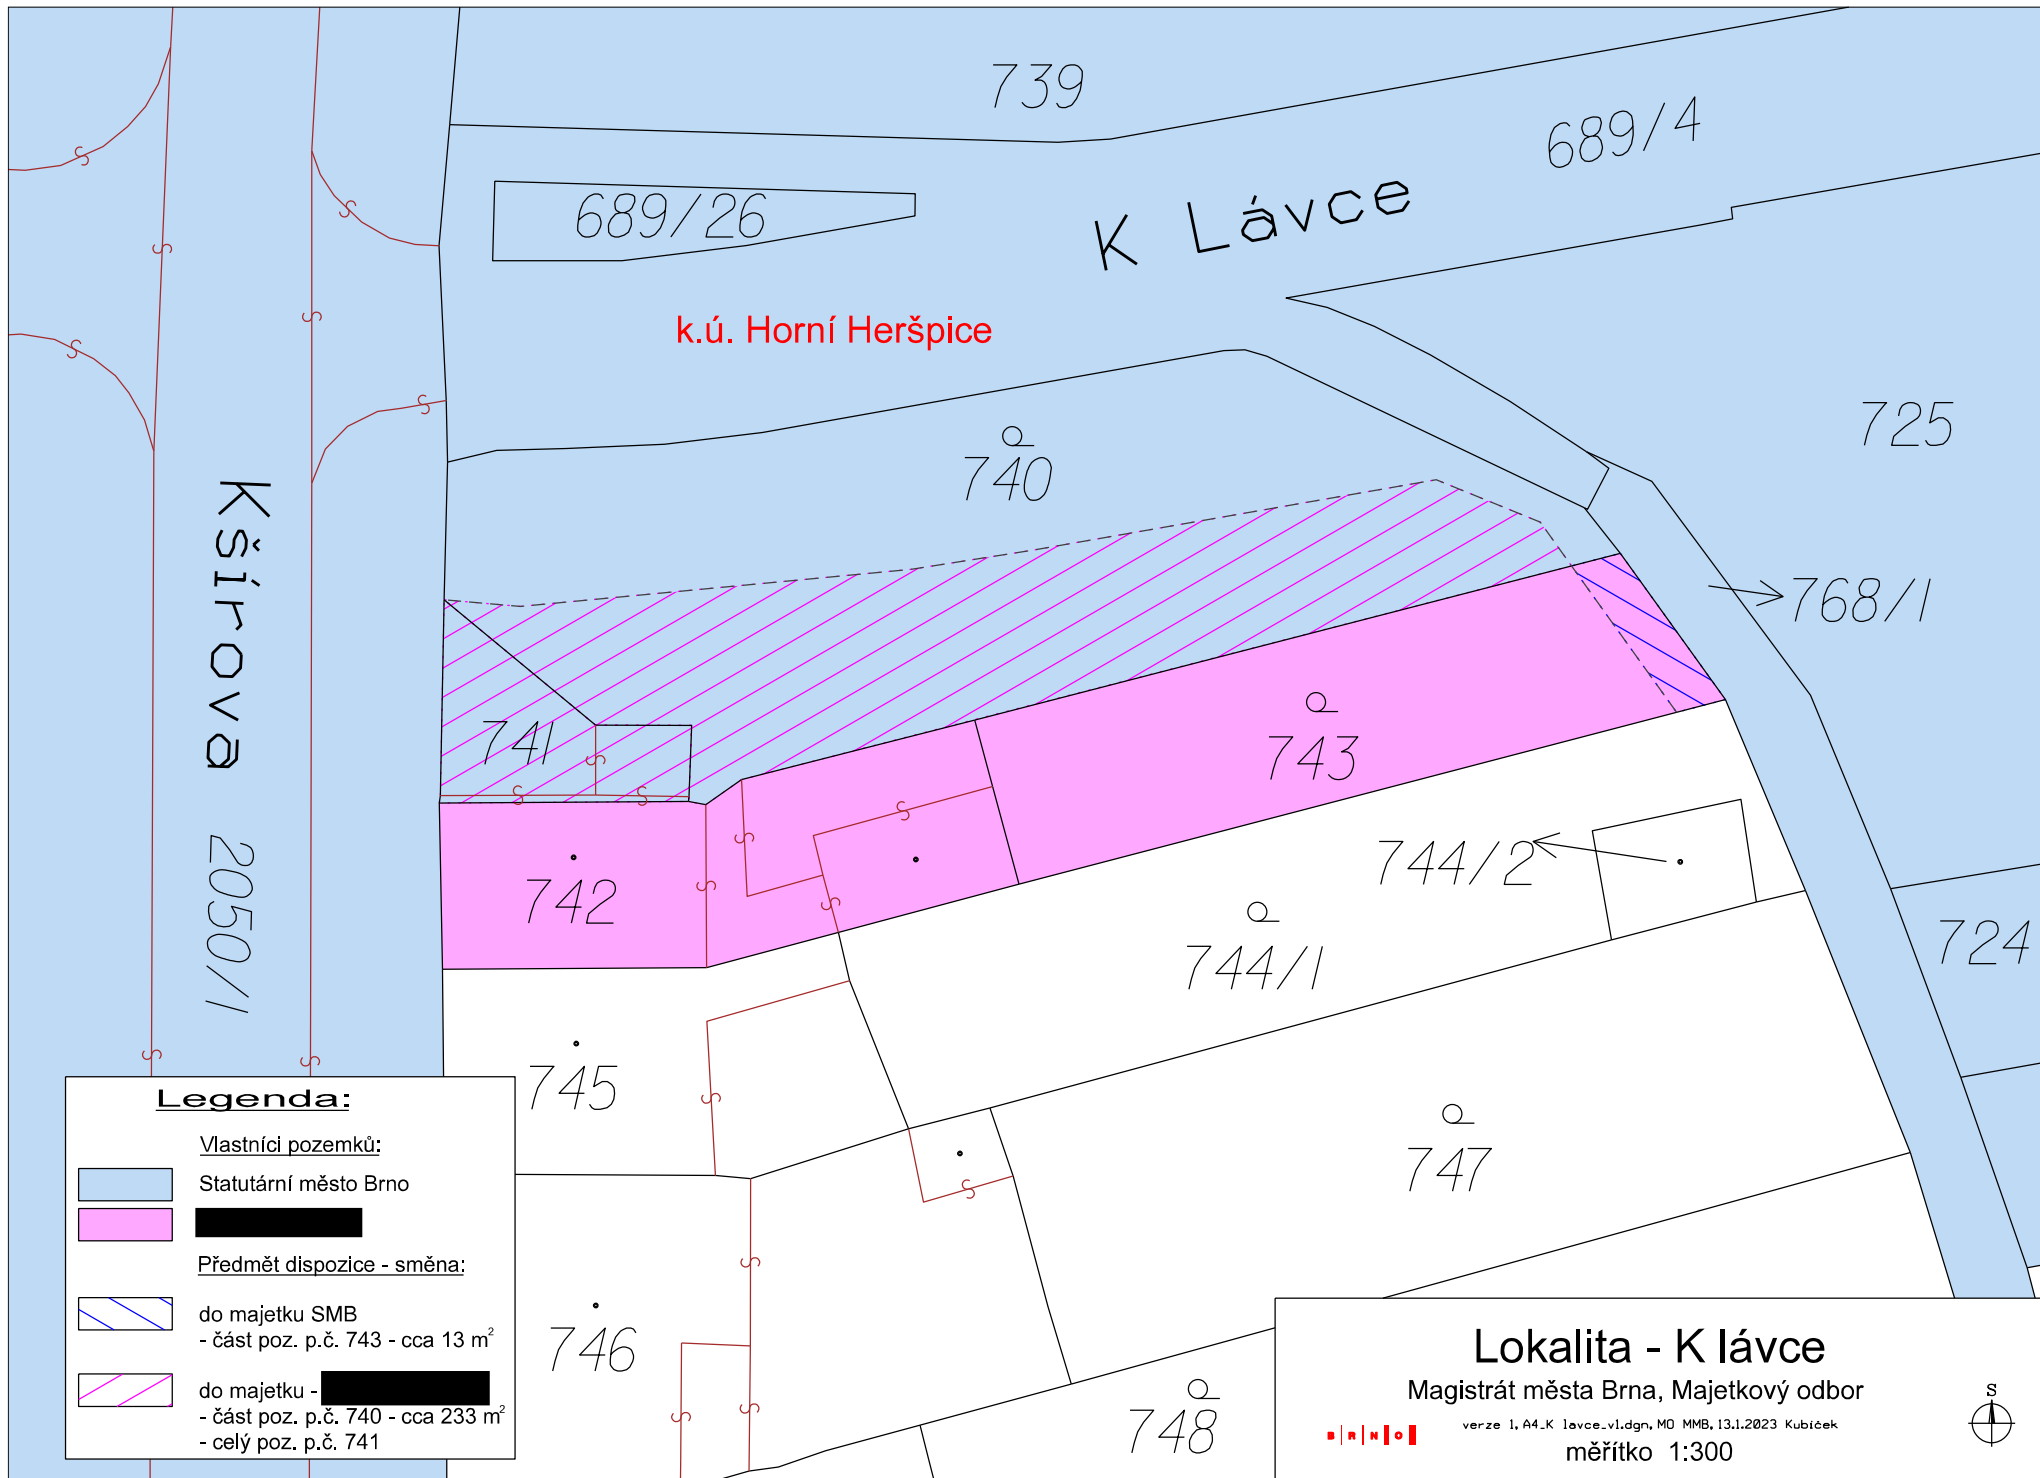 739
689/4
689/26
K Lávce
k.ú. Horní Heršpice
725
740
Kšírova
768/1
741
743
2050/1
742
744/2
724
744/1
745
747
746
748
Legenda:
Vlastníci pozemků:
Statutární město Brno
Předmět dispozice - směna:
do majetku SMB
- část poz. p.č. 743 - cca 13 m²
do majetku -
- část poz. p.č. 740 - cca 233 m²
- celý poz. p.č. 741
Lokalita - K lávce
Magistrát města Brna, Majetkový odbor
verze 1, A4_K lavce_v1.dgn, MO MMB, 13.1.2023 Kubíček
měřítko 1:300
B R N O
S